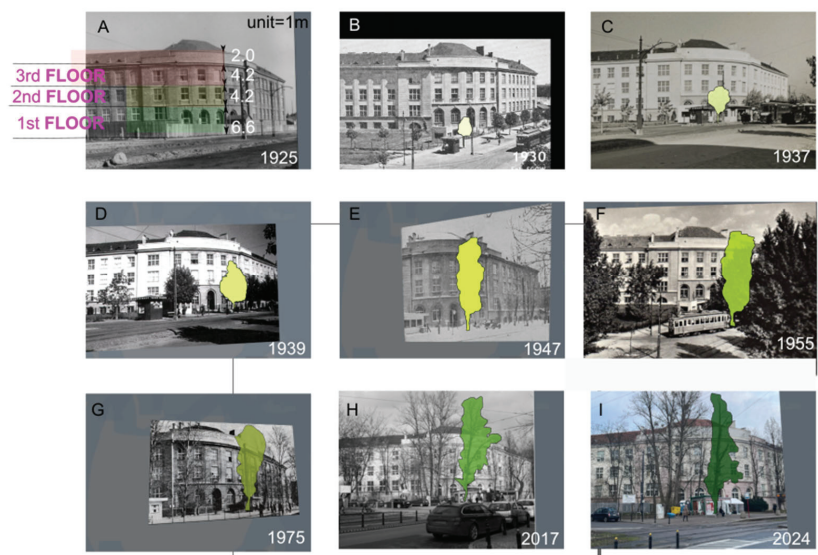 A
unit=1m
2.0
3rd FLOOR
4.2
2nd FLOOR
4.2
1st FLOOR
6.6
1925
B
1930
C
1937
D
1939
E
1947
F
1955
G
1975
H
2017
I
2024